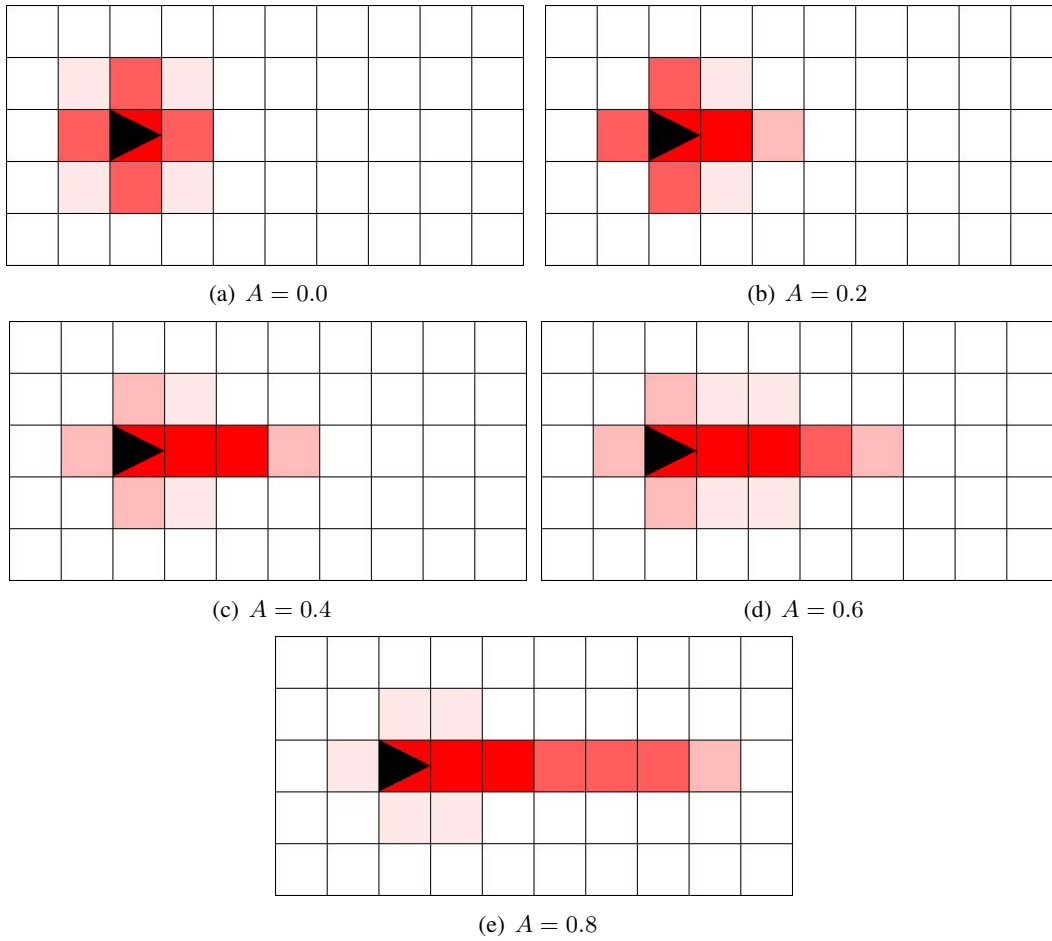 (a) A = 0.0
(b) A = 0.2
(c) A = 0.4
(d) A = 0.6
(e) A = 0.8